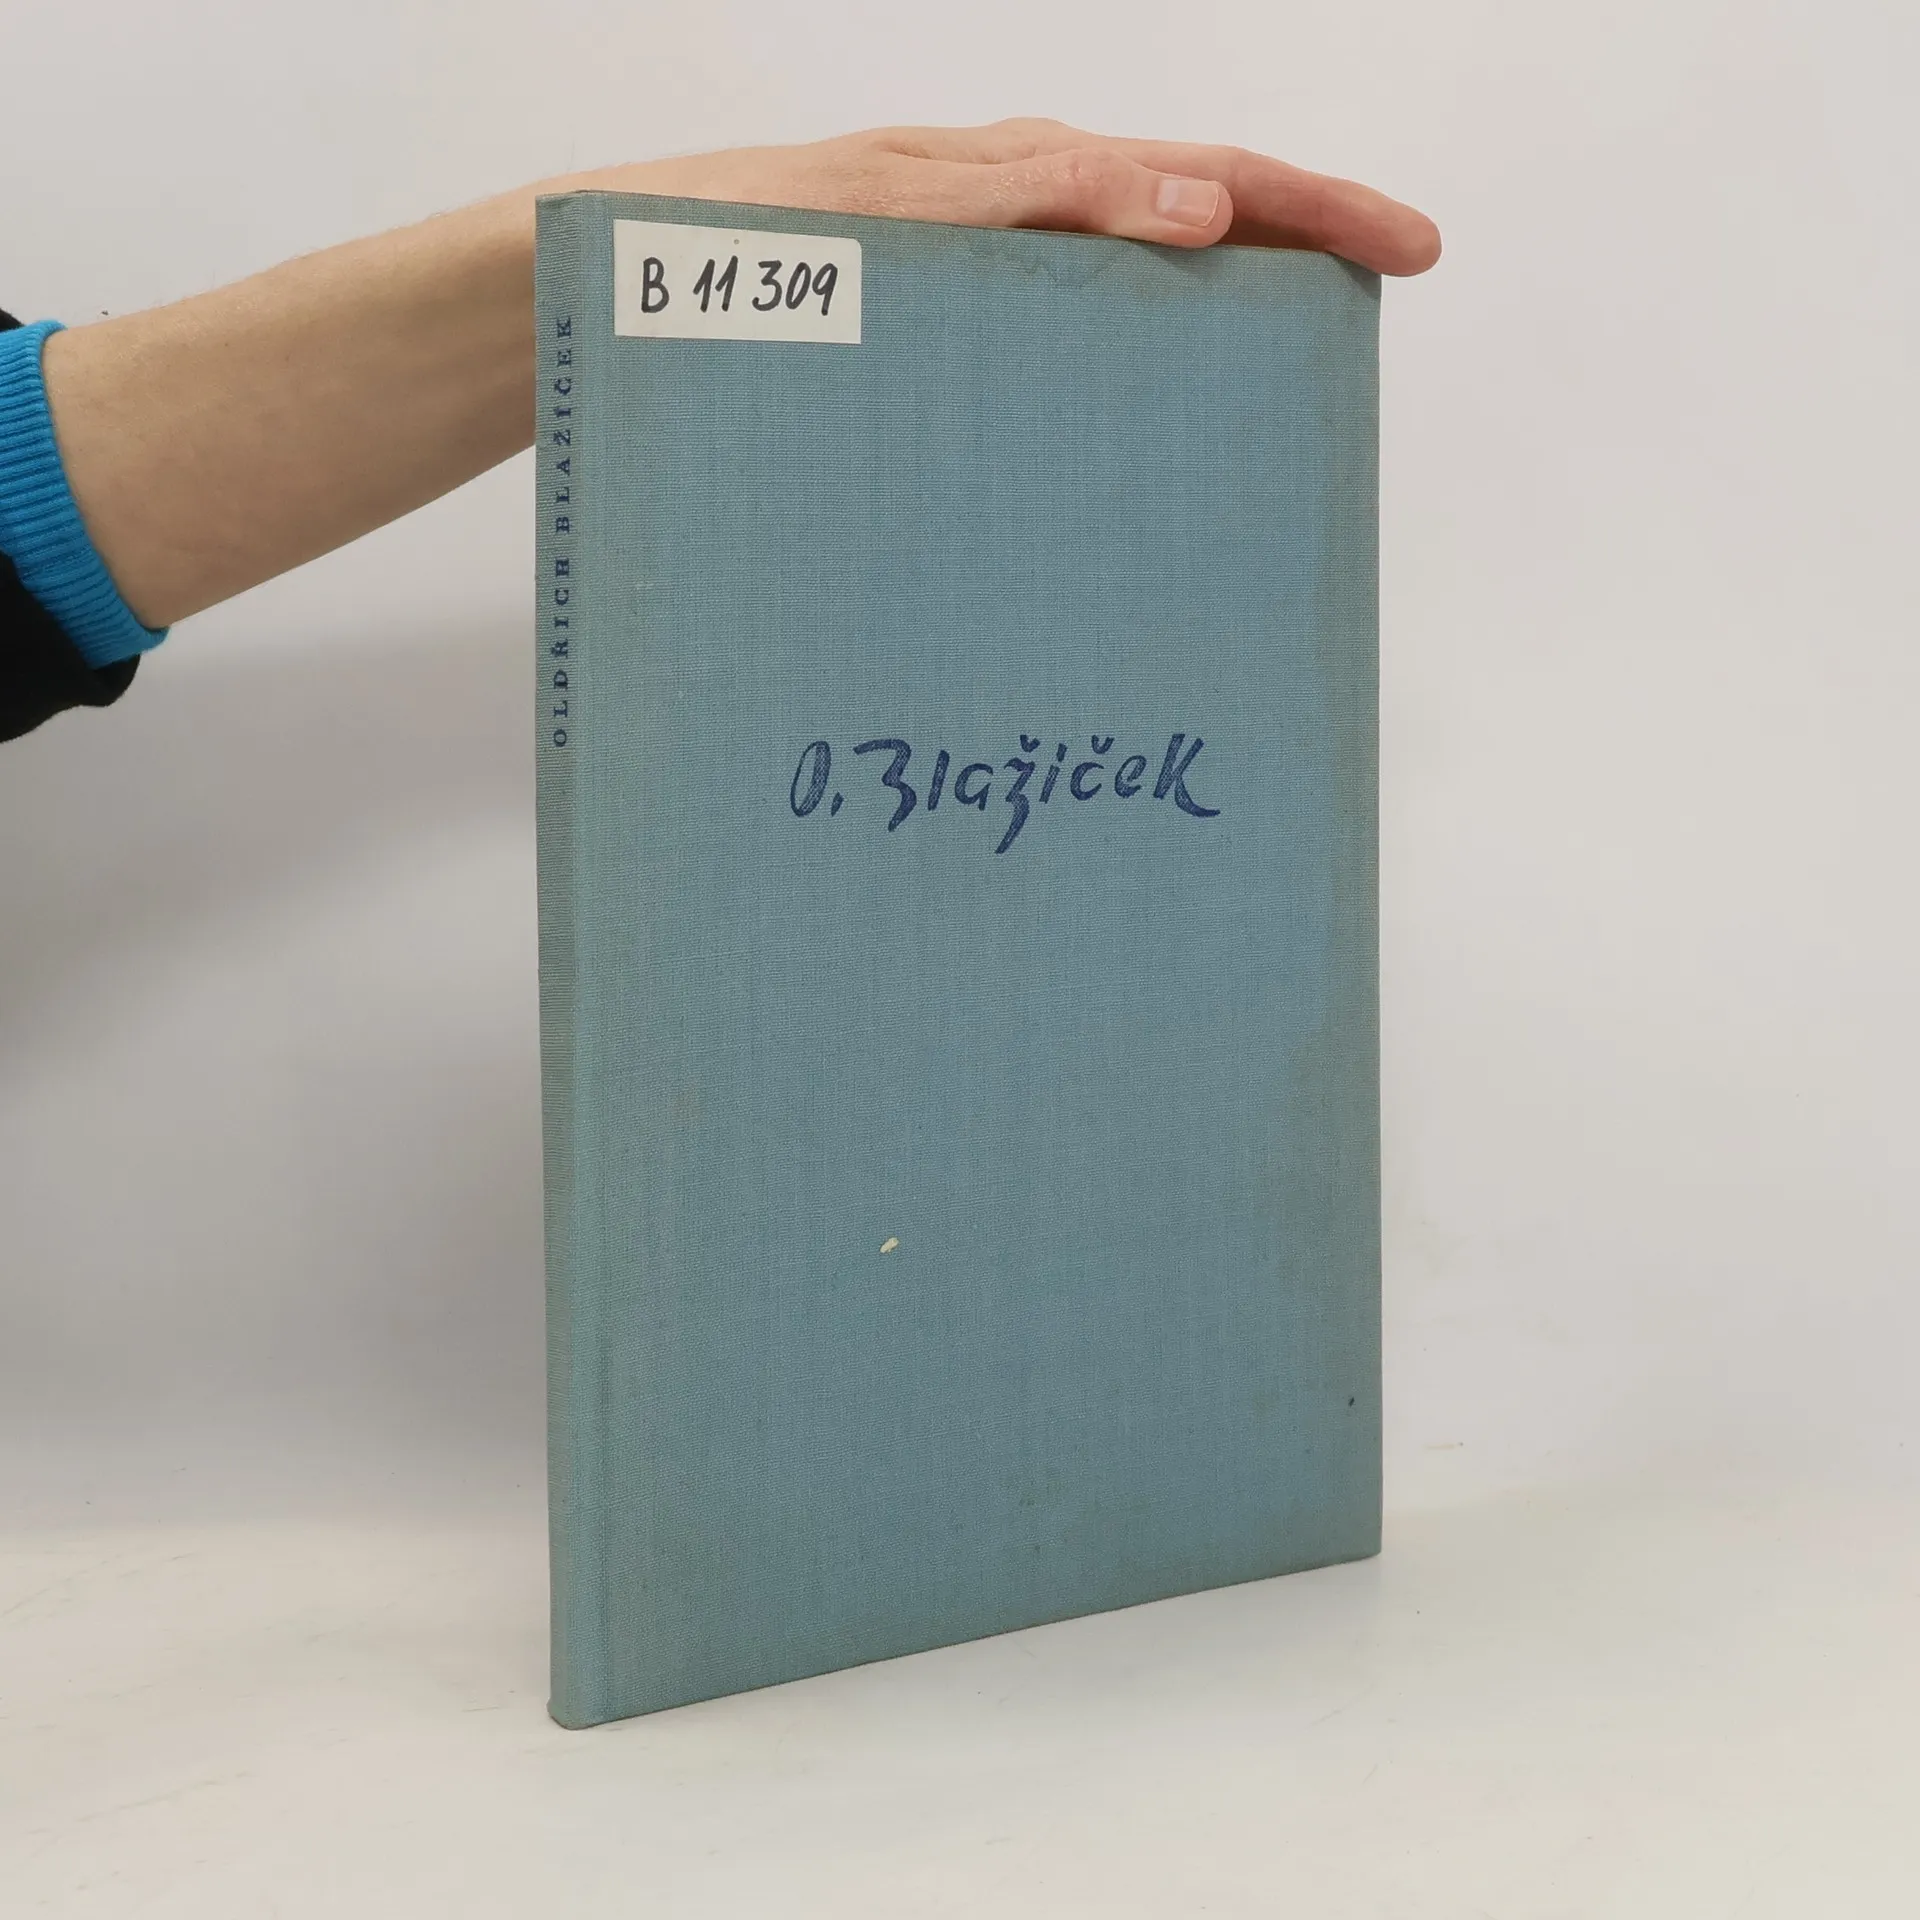 B 11 309
OLDŘICH BLAŽÍČEK
O. Blažíček